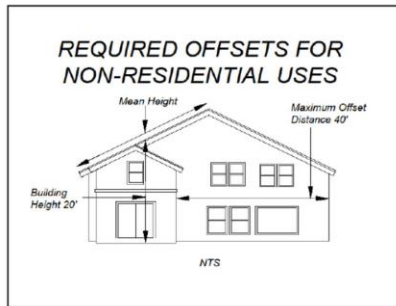 REQUIRED OFFSETS FOR
NON-RESIDENTIAL USES
Mean Height
Maximum Offset
Distance 40'
Building
Height 20'
NTS